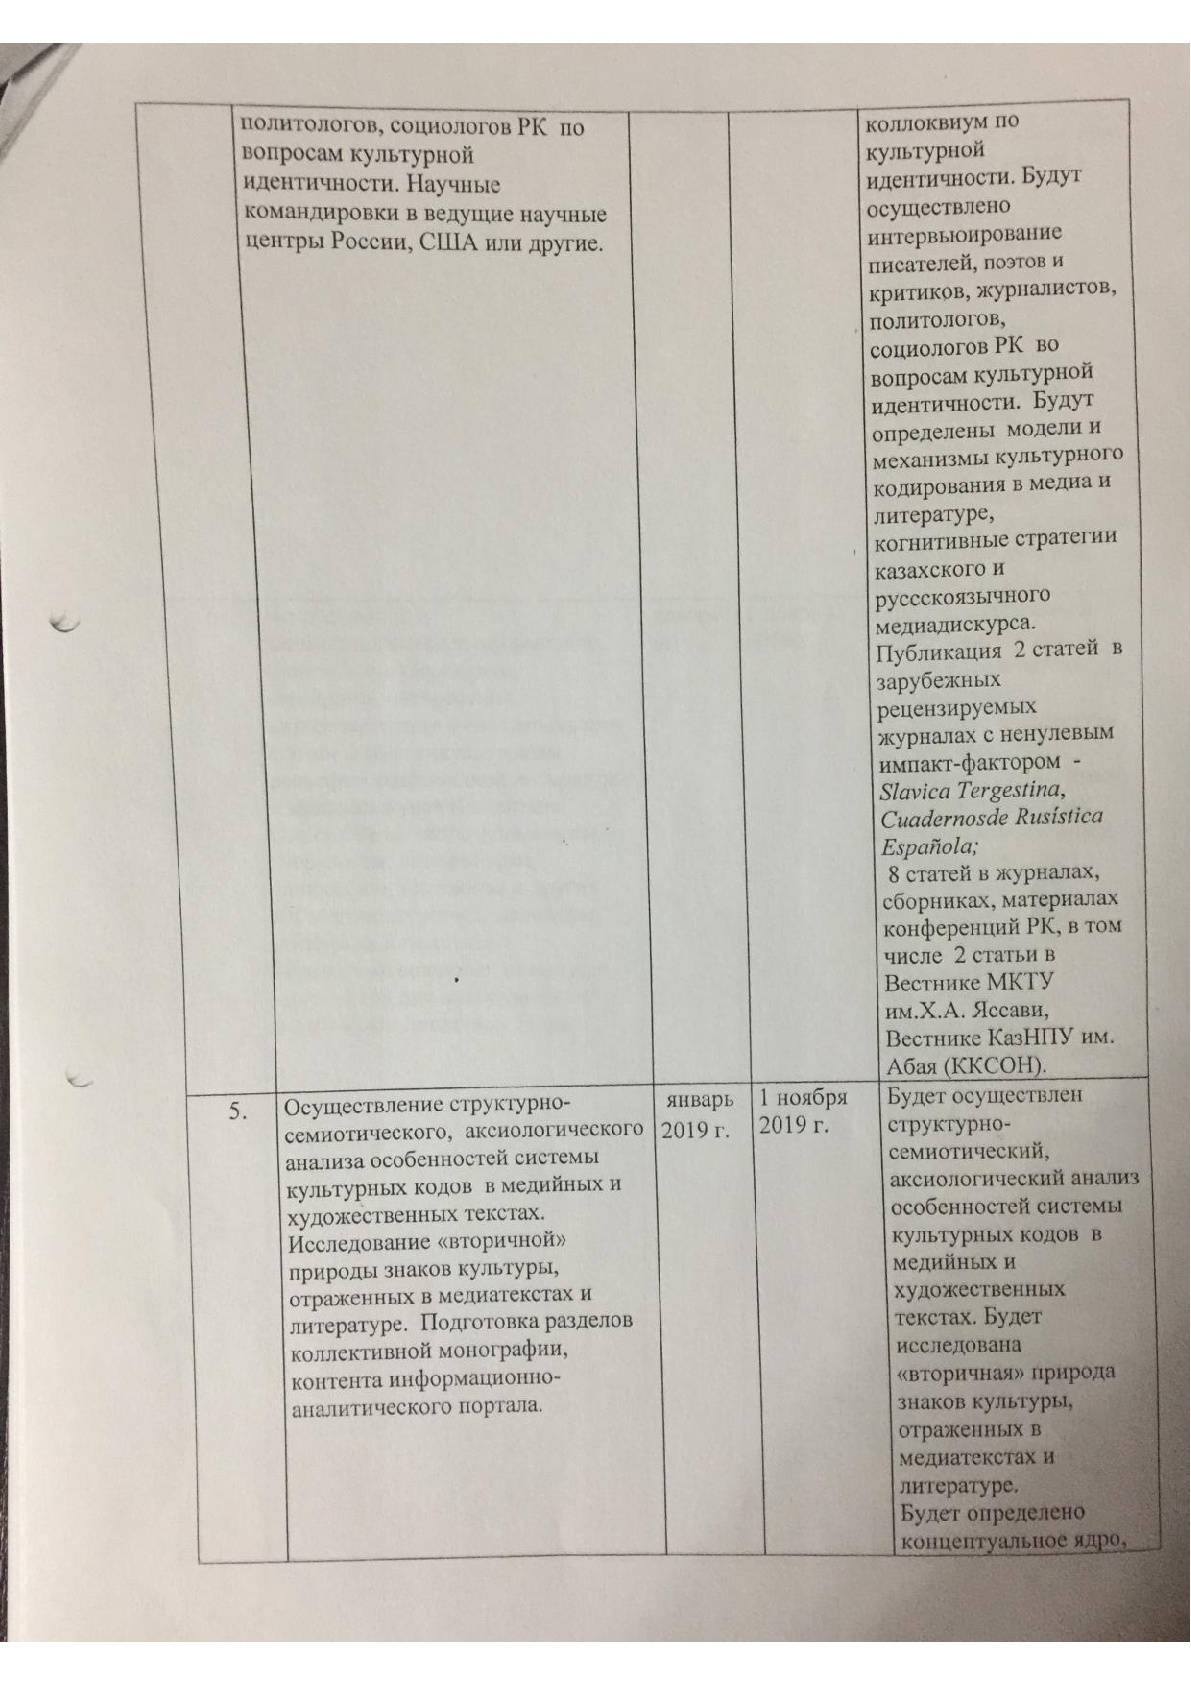 политологов, социологов РК  по
вопросам культурной
идентичности. Научные
командировки в ведущие научные
центры России, США или другие.
коллоквиум по
культурной
идентичности. Будут
осуществлено
интервьюирование
писателей, поэтов и
критиков, журналистов,
политологов,
социологов РК  во
вопросам культурной
идентичности.  Будут
определены  модели и
механизмы культурного
кодирования в медиа и
литературе,
когнитивные стратегии
казахского и
руссскоязычного
медиадискурса.
Публикация  2 статей  в
зарубежных
рецензируемых
журналах с ненулевым
импакт-фактором  -
Slavica Tergestina,
Cuadernosde Rusística
Española;
8 статей в журналах,
сборниках, материалах
конференций РК, в том
числе  2 статьи в
Вестнике МКТУ
им.Х.А. Яссави,
Вестнике КазНПУ им.
Абая (ККСОН).
5.
Осуществление структурно-
семиотического,  аксиологического
анализа особенностей системы
культурных кодов  в медийных и
художественных текстах.
Исследование «вторичной»
природы знаков культуры,
отраженных в медиатекстах и
литературе.  Подготовка разделов
коллективной монографии,
контента информационно-
аналитического портала.
январь
2019 г.
1 ноября
2019 г.
Будет осуществлен
структурно-
семиотический,
аксиологический анализ
особенностей системы
культурных кодов  в
медийных и
художественных
текстах. Будет
исследована
«вторичная» природа
знаков культуры,
отраженных в
медиатекстах и
литературе.
Будет определено
концептуальное ядро,